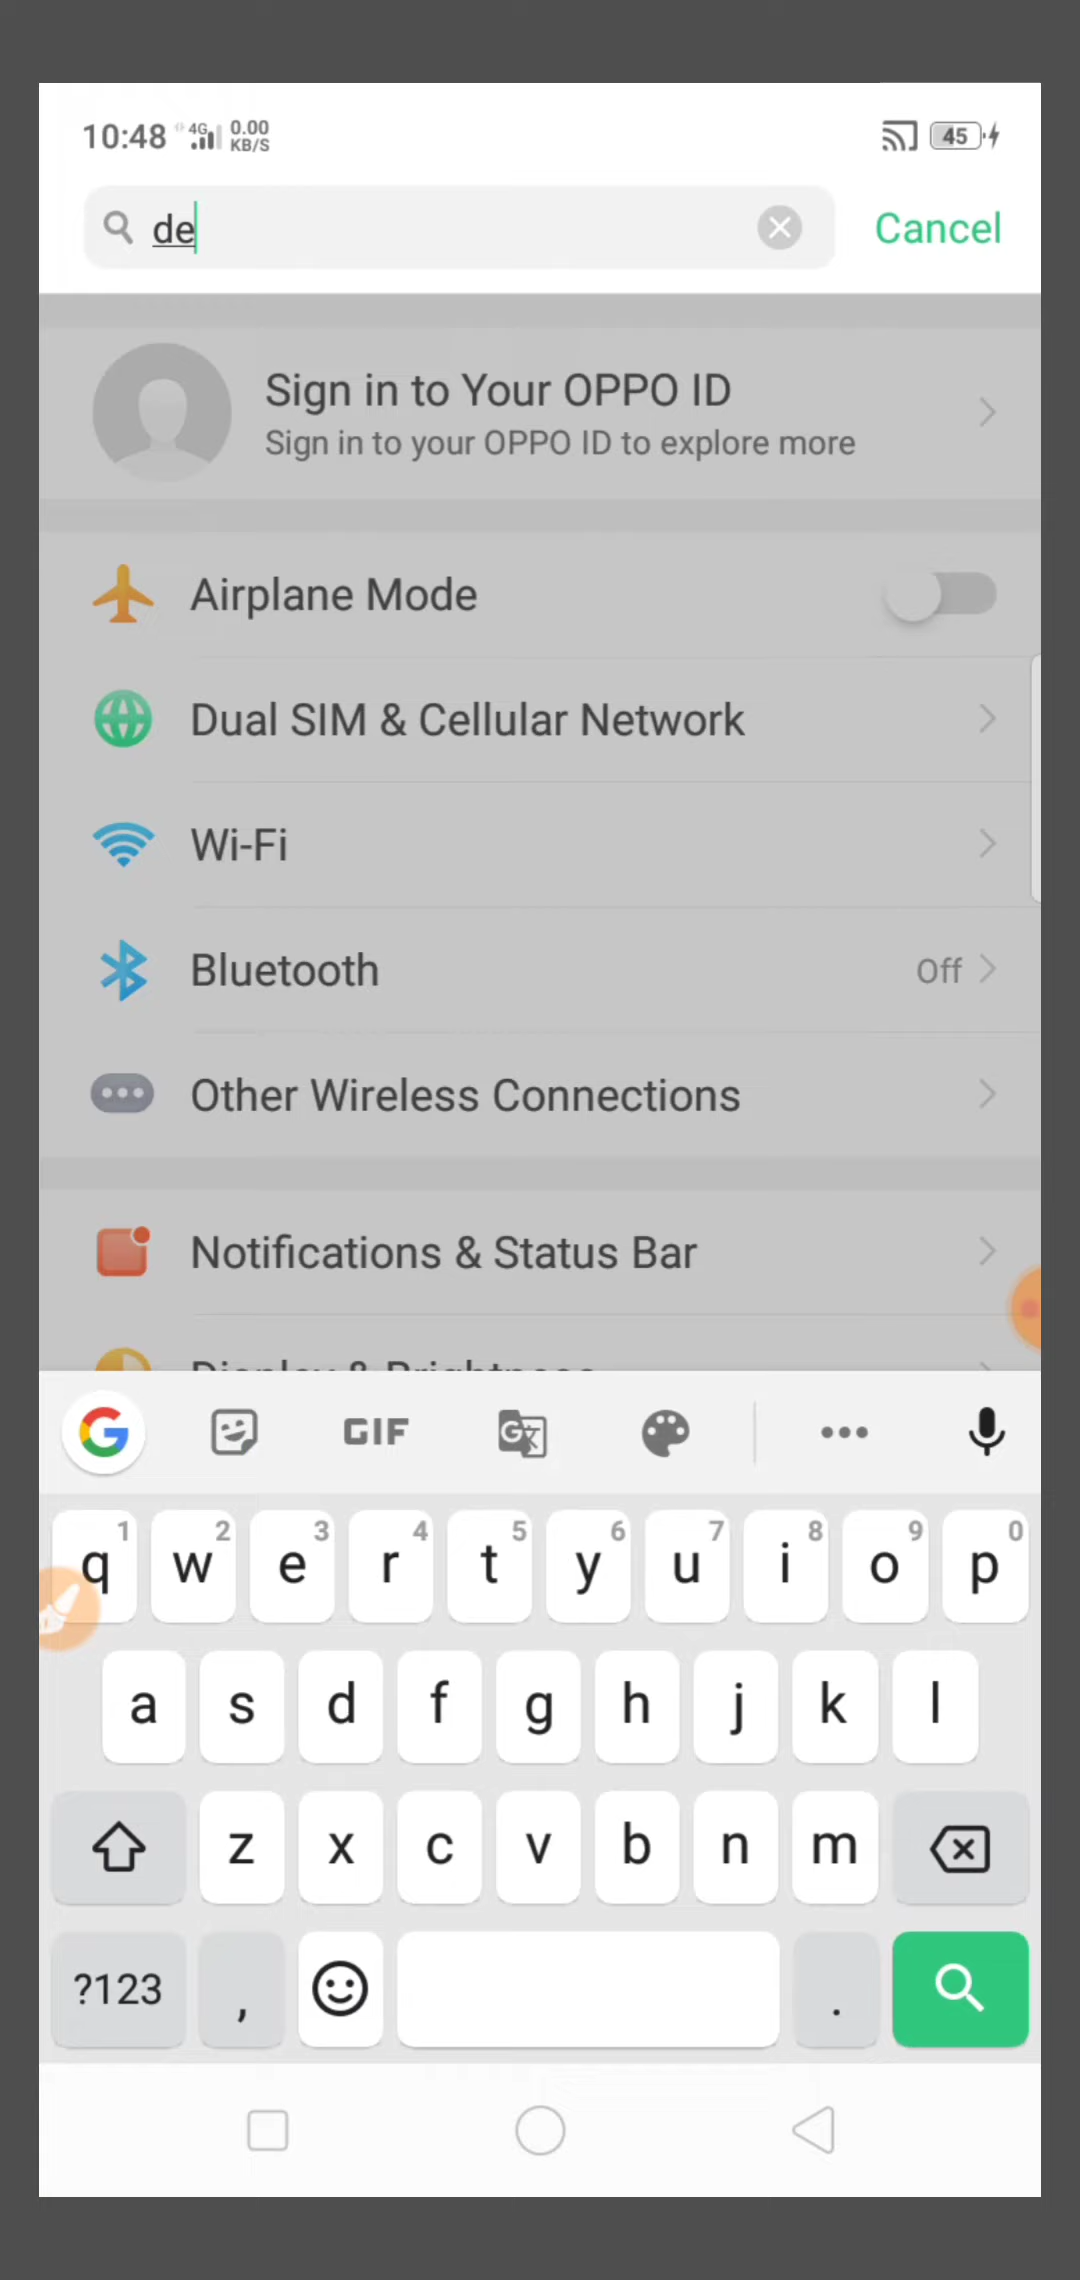 10:48 4G 0.00 KB/S 45
de
Cancel
Sign in to Your OPPO ID
Sign in to your OPPO ID to explore more
Airplane Mode
Dual SIM & Cellular Network
Wi-Fi
Bluetooth Off
Other Wireless Connections
Notifications & Status Bar
Display & Brightness
GIF
1 2 3 4 5 6 7 8 9 0
q w e r t y u i o p
a s d f g h j k l
z x c v b n m
?123 , .